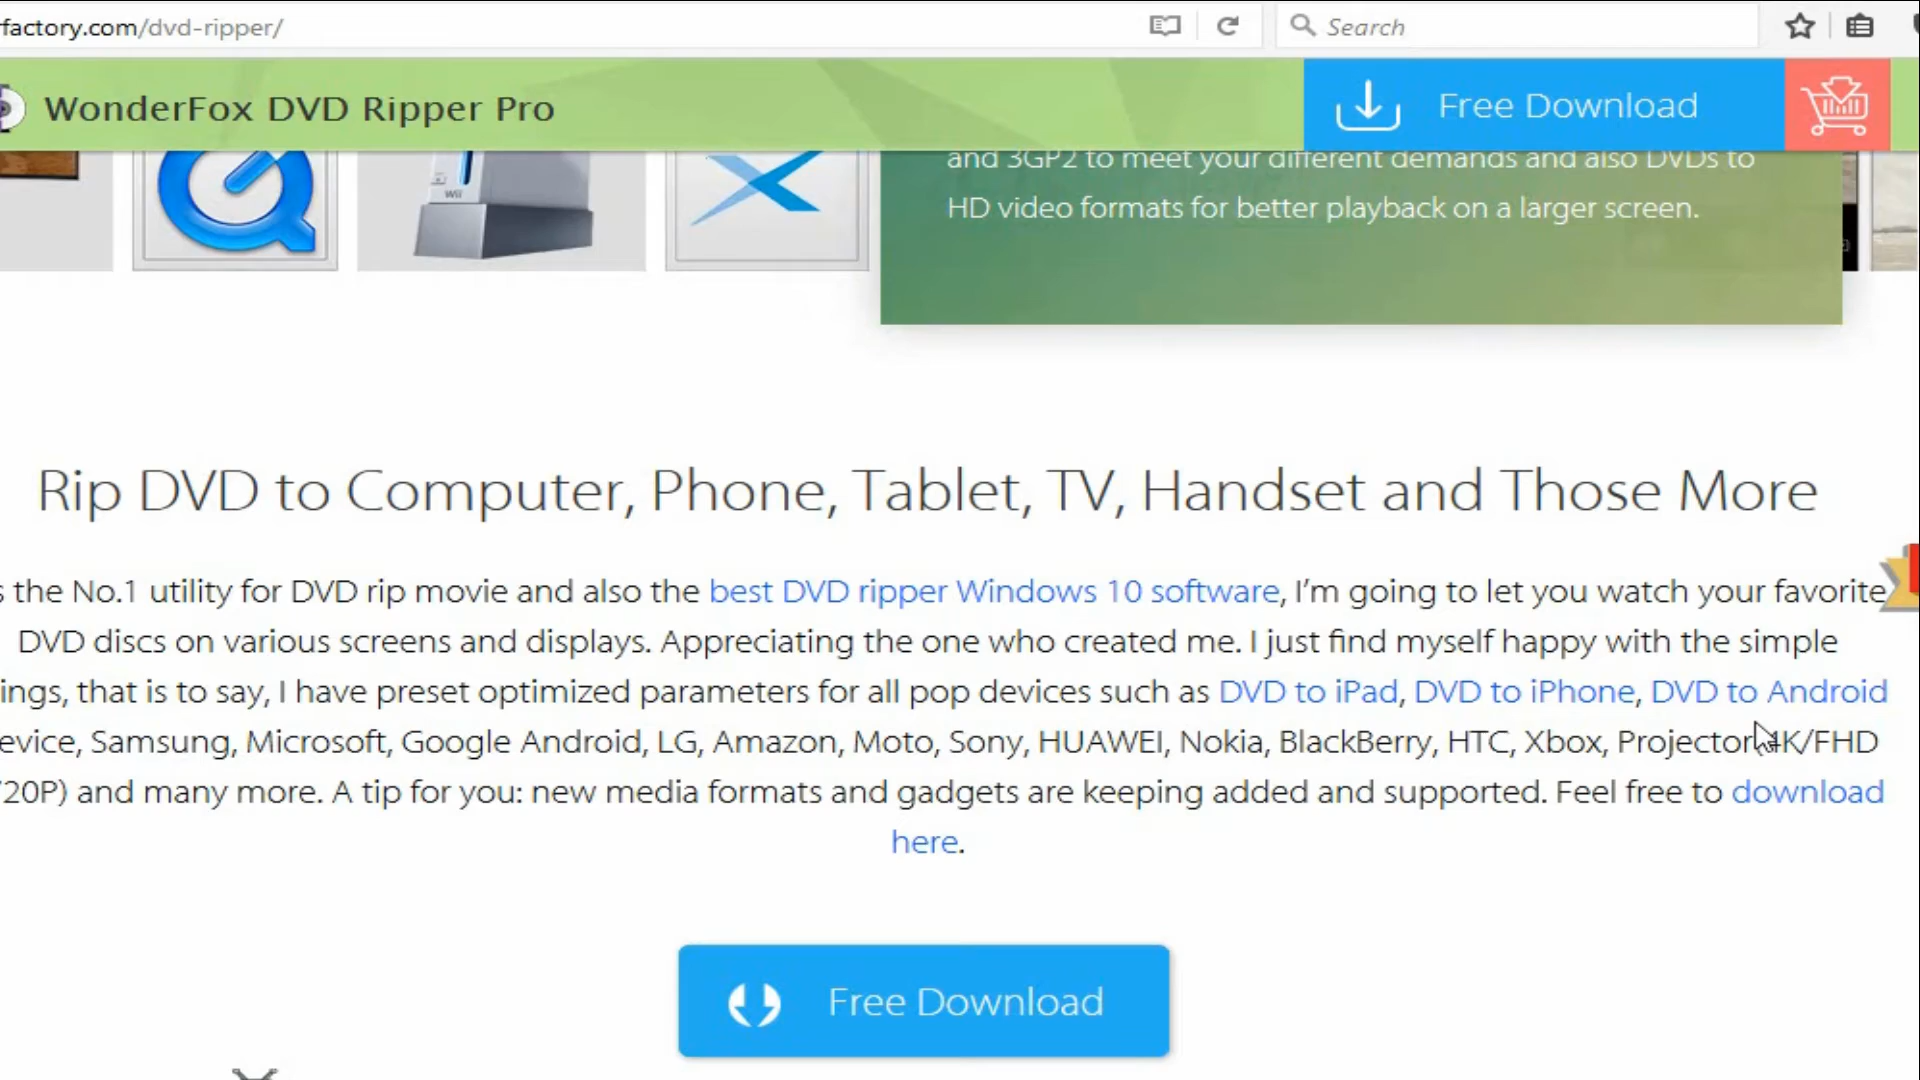 rfactory.com/dvd-ripper/
Search
WonderFox DVD Ripper Pro
Free Download
Wii
and 3GP2 to meet your different demands and also DVDs to
HD video formats for better playback on a larger screen.
Rip DVD to Computer, Phone, Tablet, TV, Handset and Those More
s the No.1 utility for DVD rip movie and also the best DVD ripper Windows 10 software, I'm going to let you watch your favorite
DVD discs on various screens and displays. Appreciating the one who created me. I just find myself happy with the simple
ings, that is to say, I have preset optimized parameters for all pop devices such as DVD to iPad, DVD to iPhone, DVD to Android
evice, Samsung, Microsoft, Google Android, LG, Amazon, Moto, Sony, HUAWEI, Nokia, BlackBerry, HTC, Xbox, Projector 4K/FHD
20P) and many more. A tip for you: new media formats and gadgets are keeping added and supported. Feel free to download
here.
Free Download